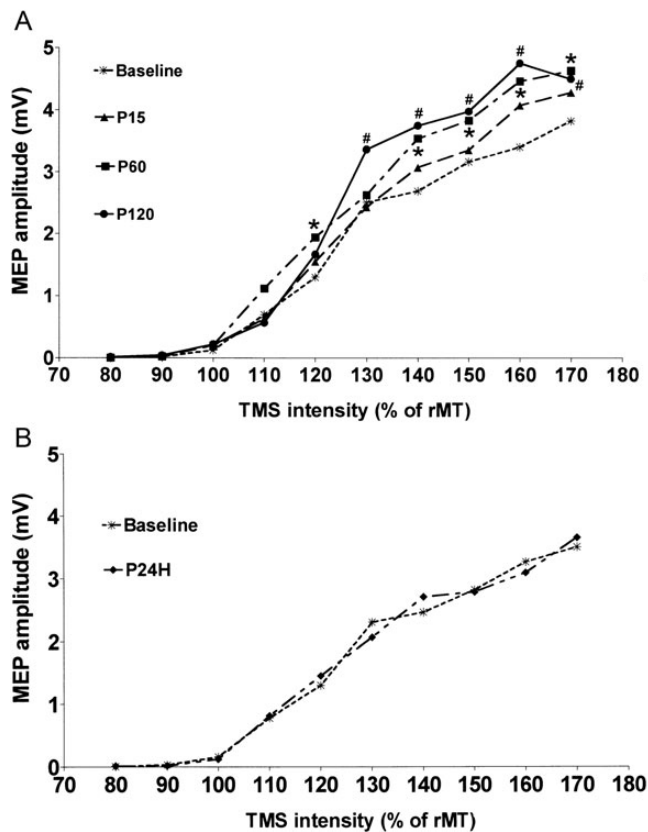 A
5
4
3
2
1
0
MEP amplitude (mV)
Baseline
P15
P60
P120
*
#
#
*
#
*
#
*
*
#
70 80 90 100 110 120 130 140 150 160 170 180
TMS intensity (% of rMT)
B
5
4
3
2
1
0
MEP amplitude (mV)
Baseline
P24H
70 80 90 100 110 120 130 140 150 160 170 180
TMS intensity (% of rMT)